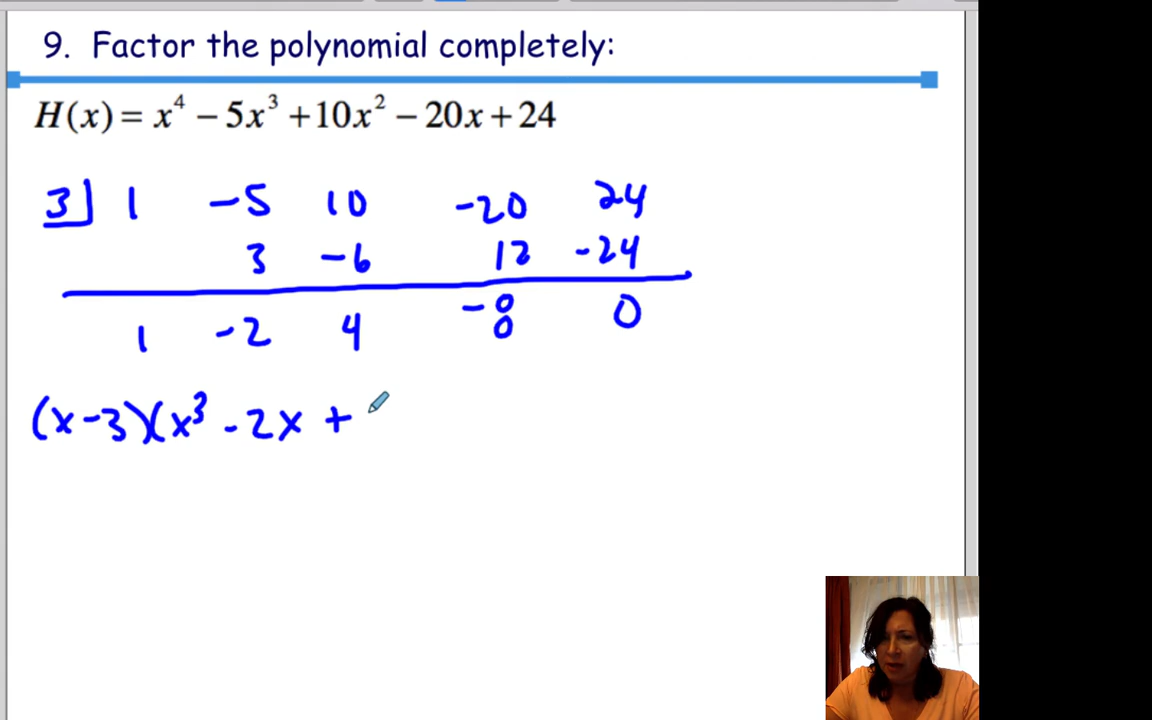 9. Factor the polynomial completely:
H(x) = x⁴ − 5x³ + 10x² − 20x + 24
3 1 -5 10 -20 24
3 -6 12 -24
1 -2 4 -8 0
(x-3)(x³ - 2x +